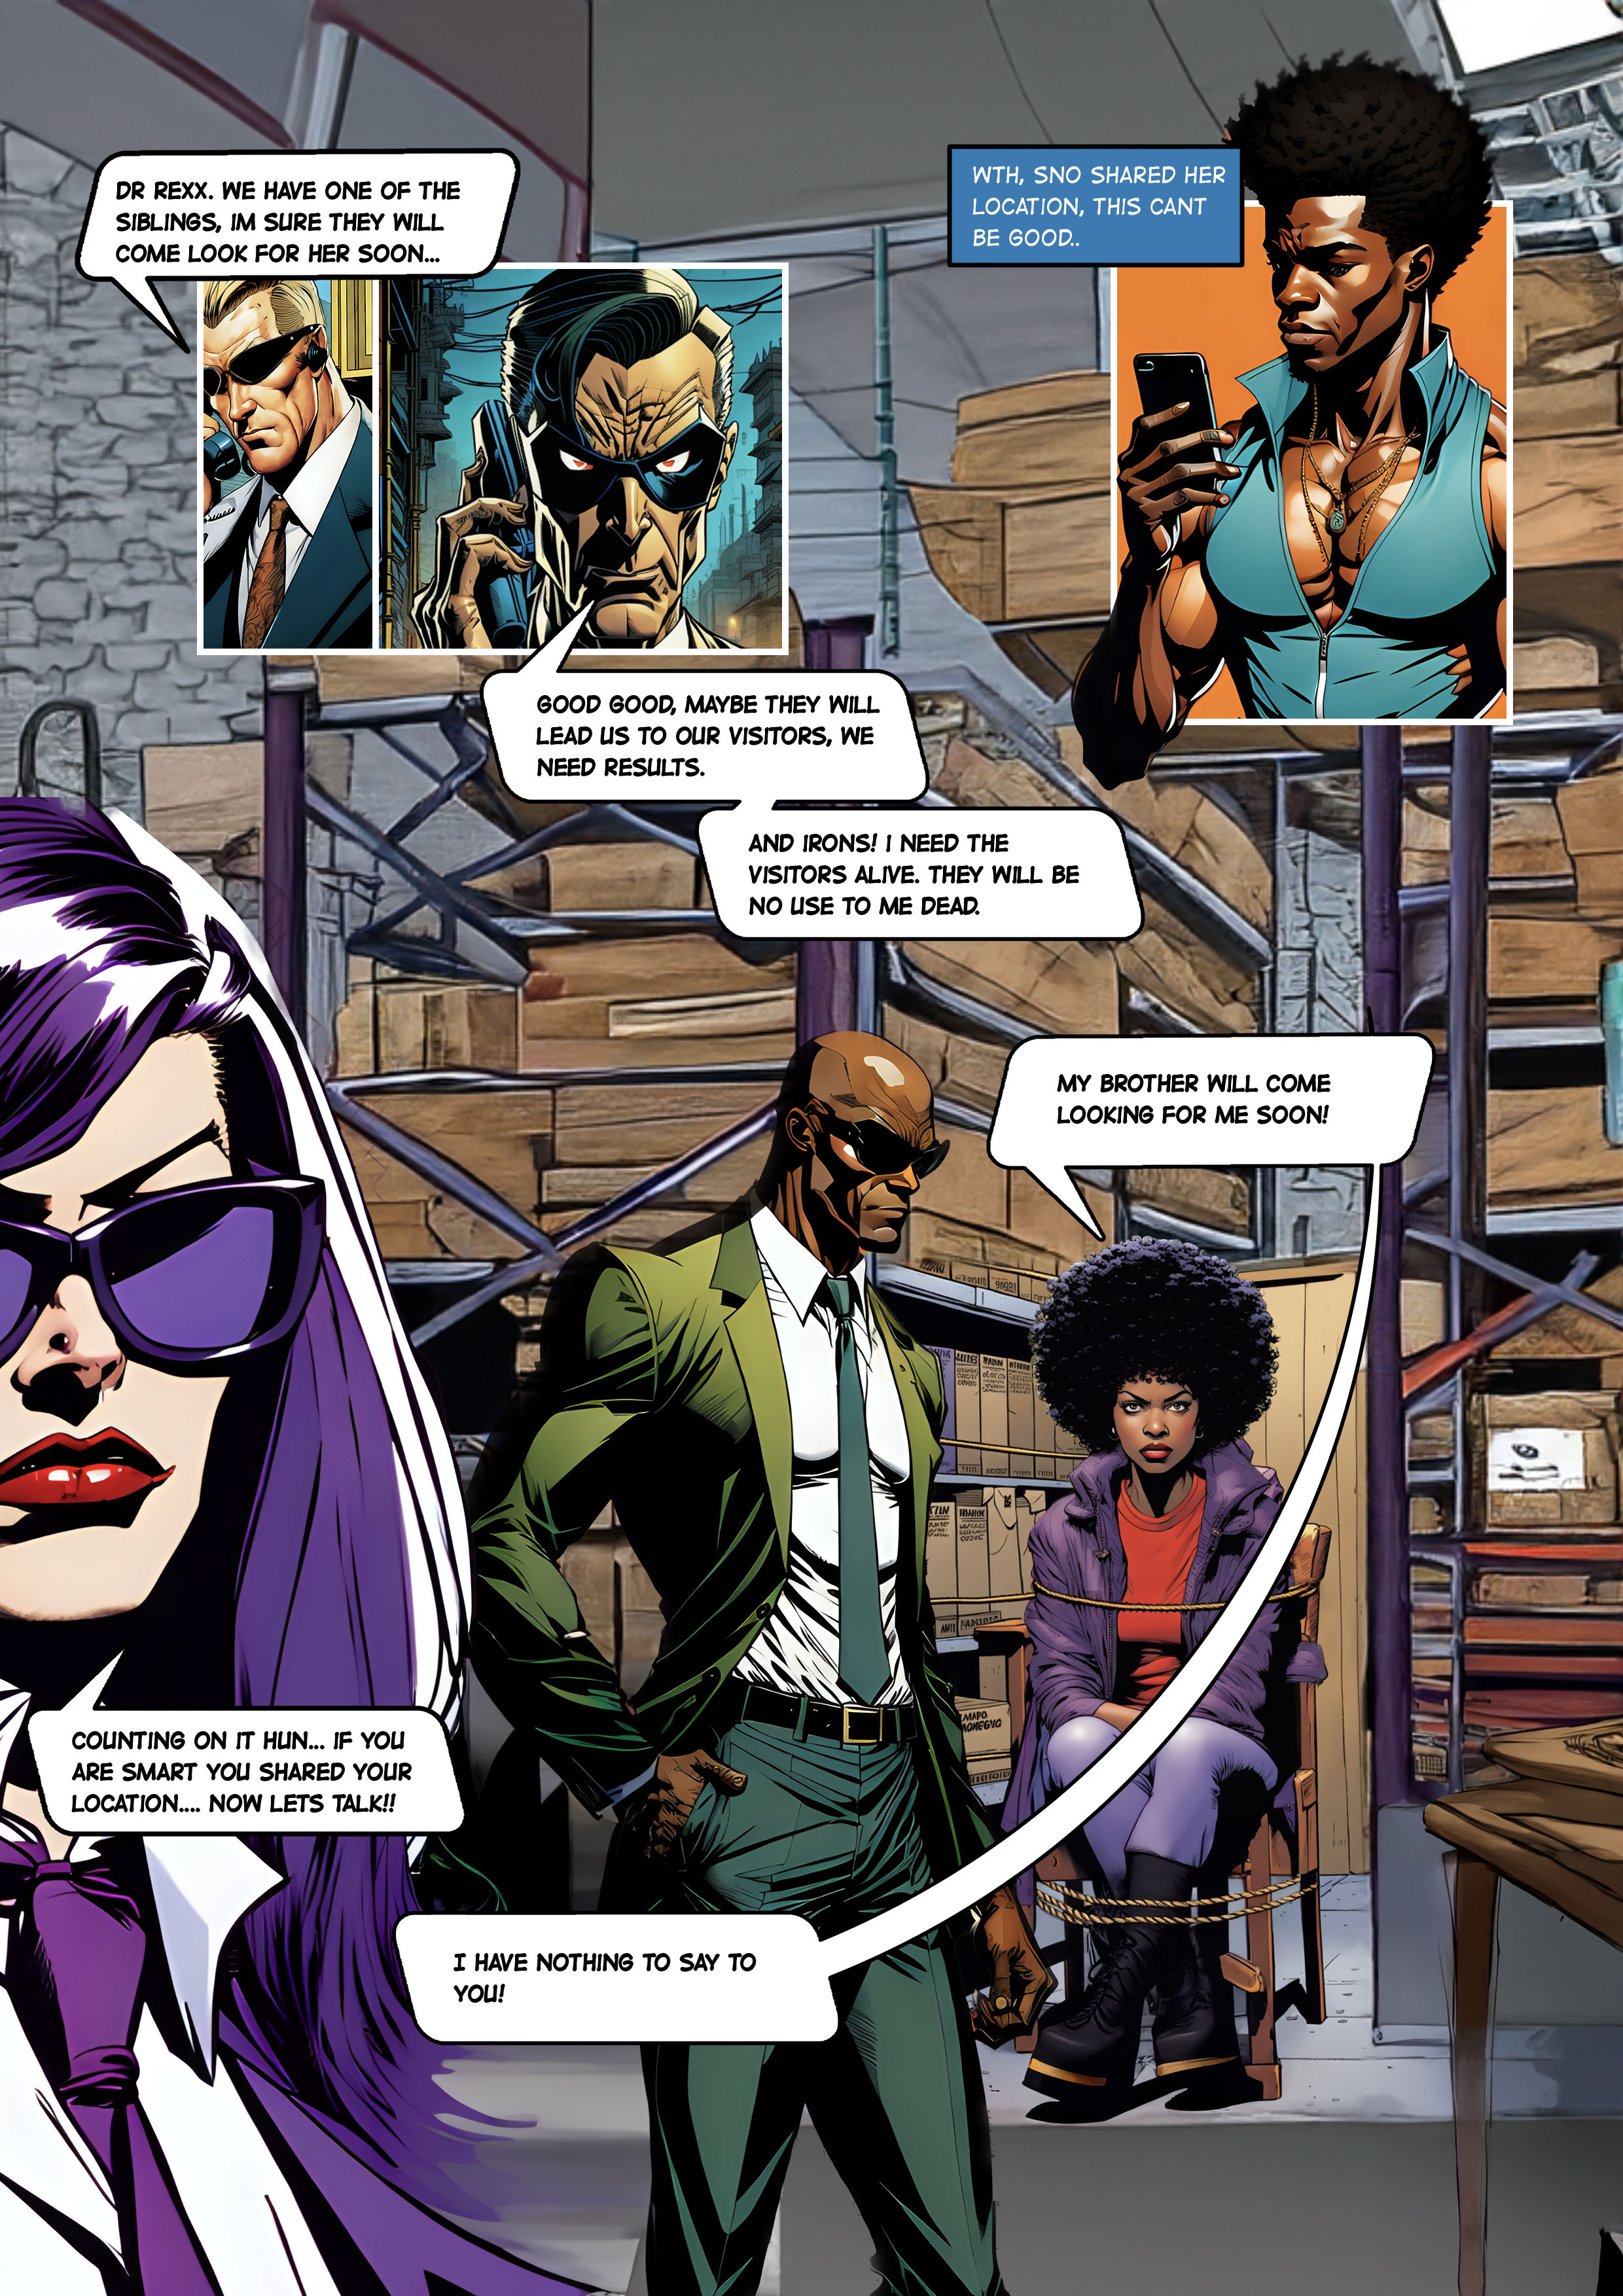 DR REXX. WE HAVE ONE OF THE
SIBLINGS, IM SURE THEY WILL
COME LOOK FOR HER SOON...
WTH, SNO SHARED HER
LOCATION, THIS CANT
BE GOOD..
GOOD GOOD, MAYBE THEY WILL
LEAD US TO OUR VISITORS, WE
NEED RESULTS.
AND IRONS! I NEED THE
VISITORS ALIVE. THEY WILL BE
NO USE TO ME DEAD.
MY BROTHER WILL COME
LOOKING FOR ME SOON!
COUNTING ON IT HUN... IF YOU
ARE SMART YOU SHARED YOUR
LOCATION.... NOW LETS TALK!!
I HAVE NOTHING TO SAY TO
YOU!